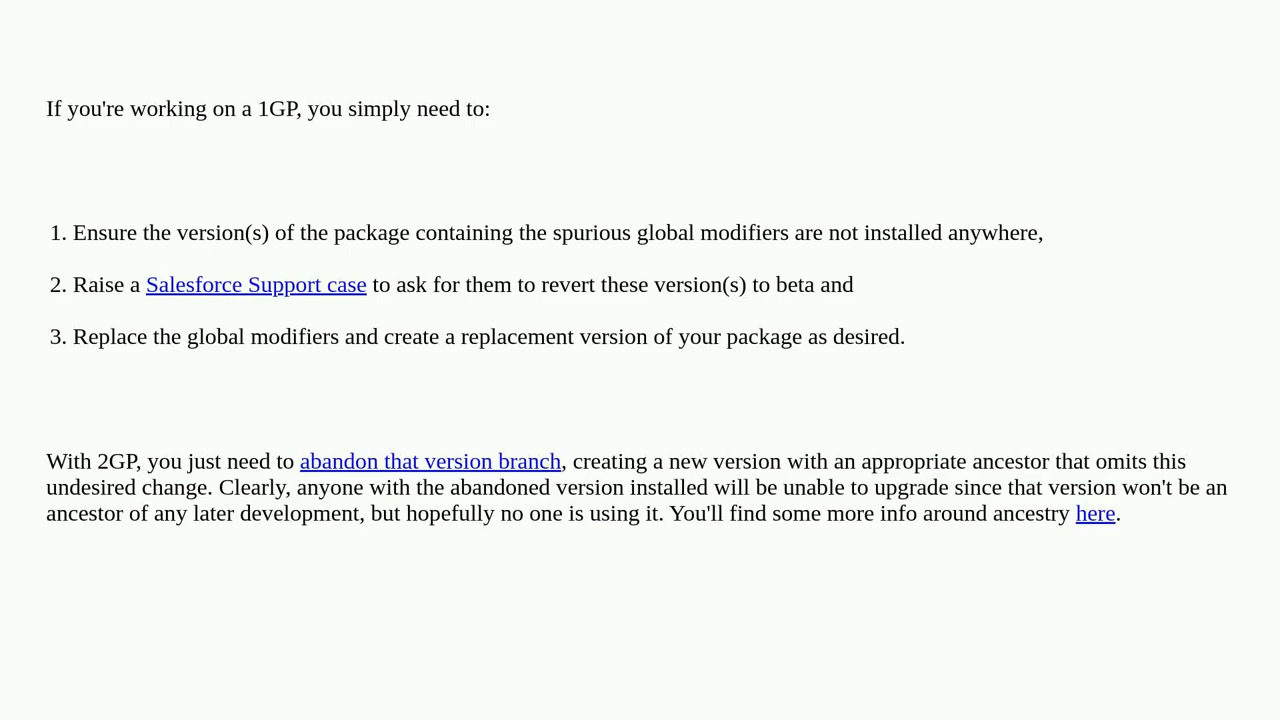 If you're working on a 1GP, you simply need to:
1. Ensure the version(s) of the package containing the spurious global modifiers are not installed anywhere,
2. Raise a Salesforce Support case to ask for them to revert these version(s) to beta and
3. Replace the global modifiers and create a replacement version of your package as desired.
With 2GP, you just need to abandon that version branch, creating a new version with an appropriate ancestor that omits this
undesired change. Clearly, anyone with the abandoned version installed will be unable to upgrade since that version won't be an
ancestor of any later development, but hopefully no one is using it. You'll find some more info around ancestry here.